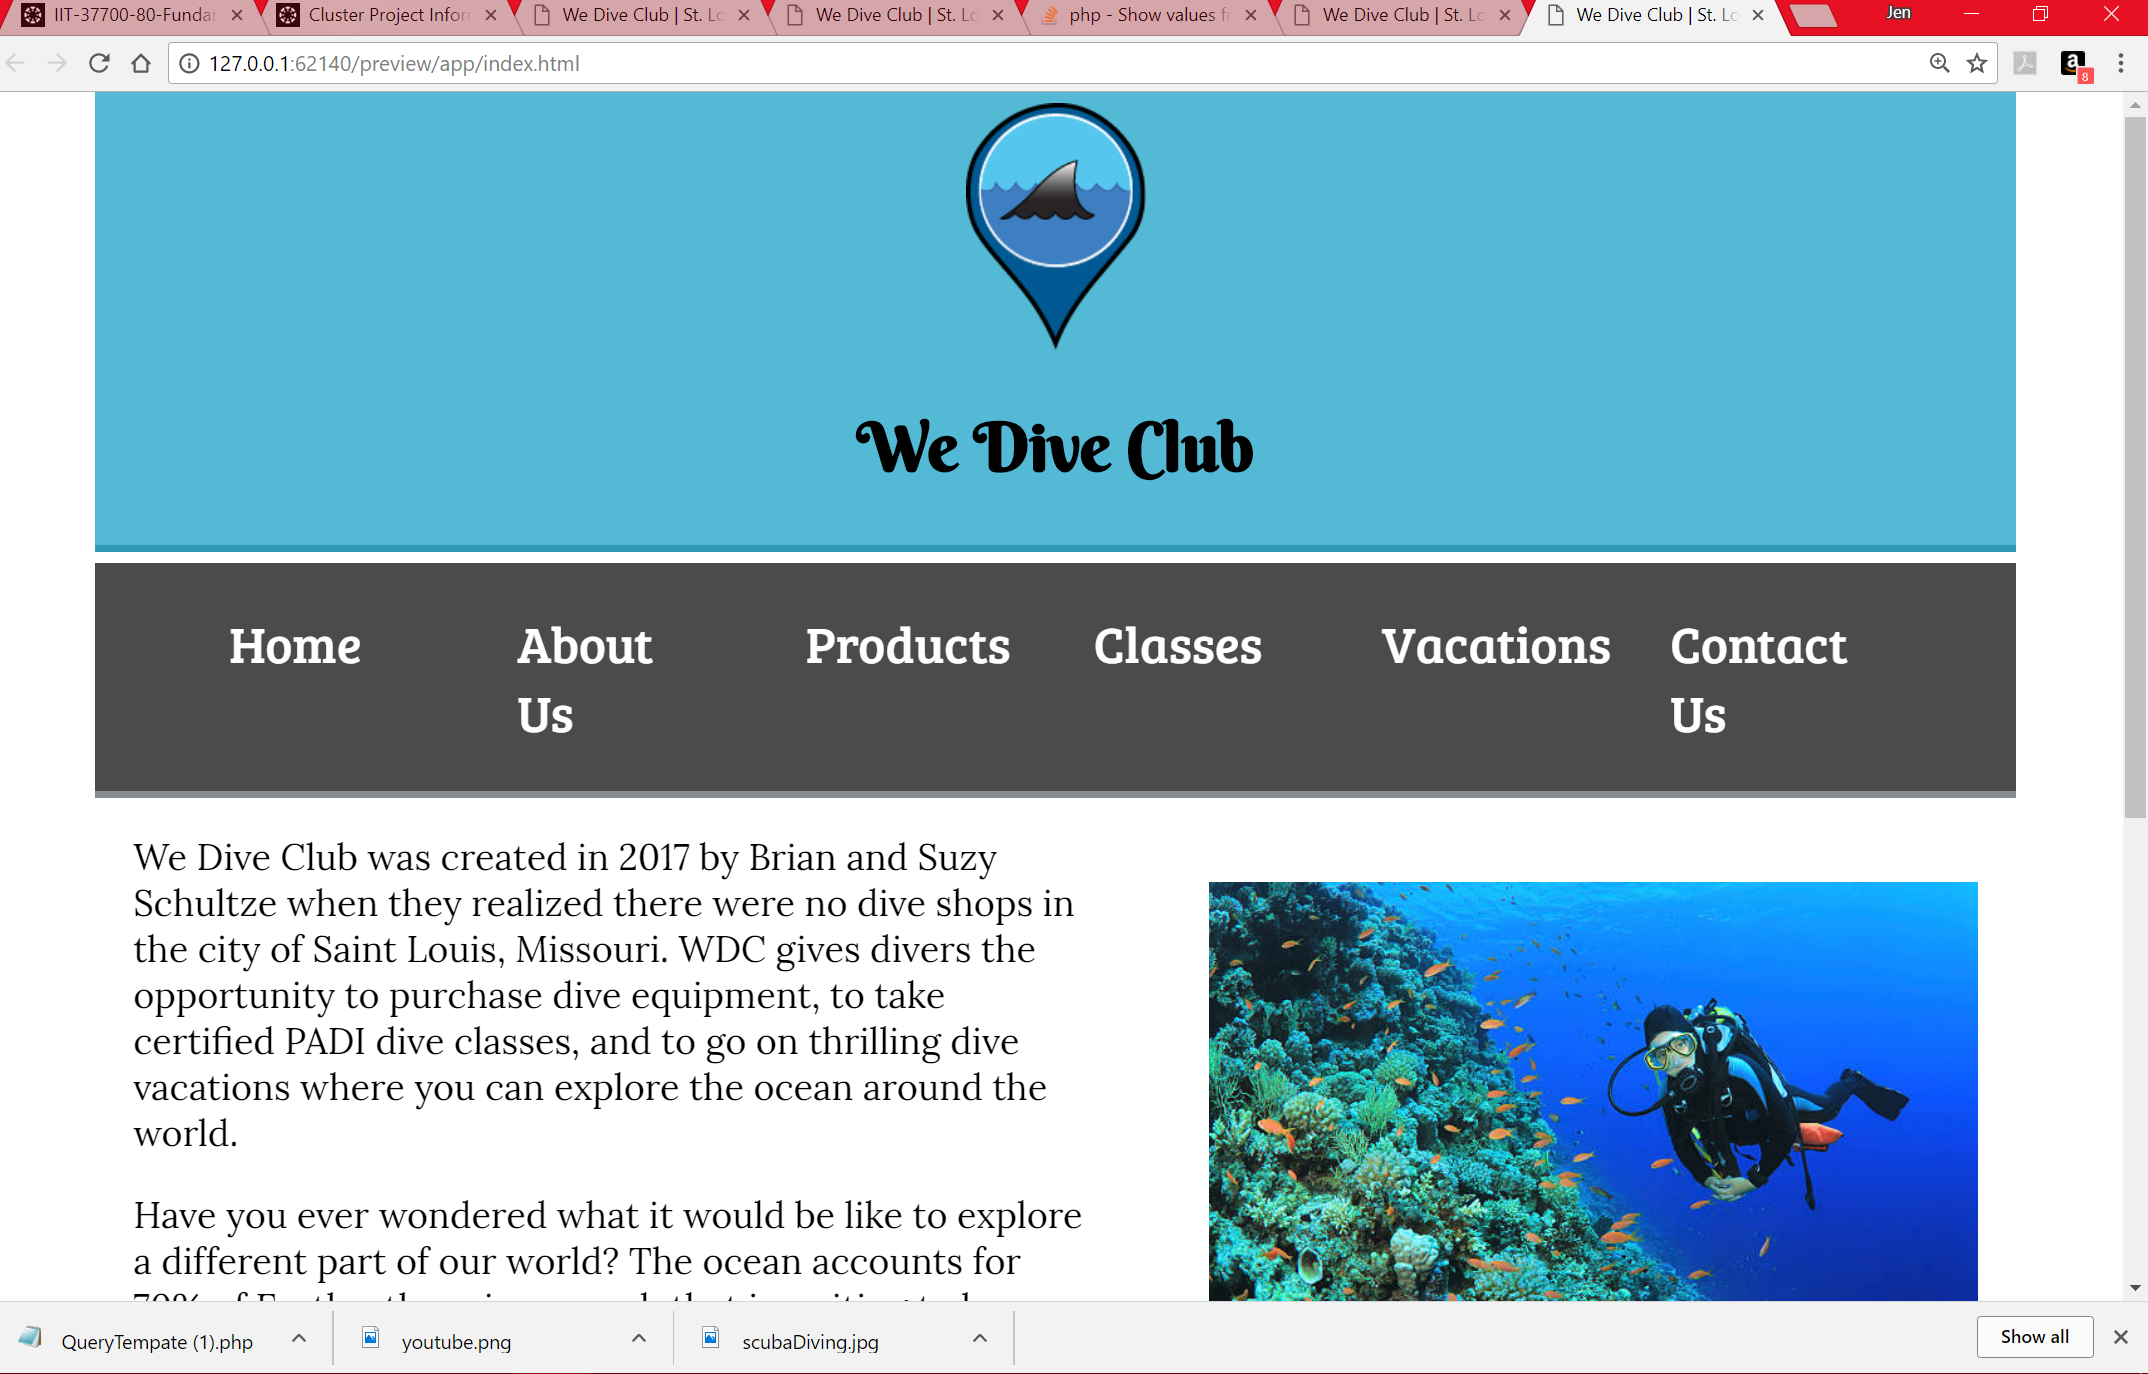 IIT-37700-80-Fundar
Cluster Project Infor
We Dive Club | St. Lo
We Dive Club | St. Lo
php - Show values f
We Dive Club | St. Lo
We Dive Club | St. Lo
Jen
127.0.0.1:62140/preview/app/index.html
a
8
We Dive Club
Home
About
Us
Products
Classes
Vacations
Contact
Us
We Dive Club was created in 2017 by Brian and Suzy
Schultze when they realized there were no dive shops in
the city of Saint Louis, Missouri. WDC gives divers the
opportunity to purchase dive equipment, to take
certified PADI dive classes, and to go on thrilling dive
vacations where you can explore the ocean around the
world.
Have you ever wondered what it would be like to explore
a different part of our world? The ocean accounts for
QueryTempate (1).php
youtube.png
scubaDiving.jpg
Show all